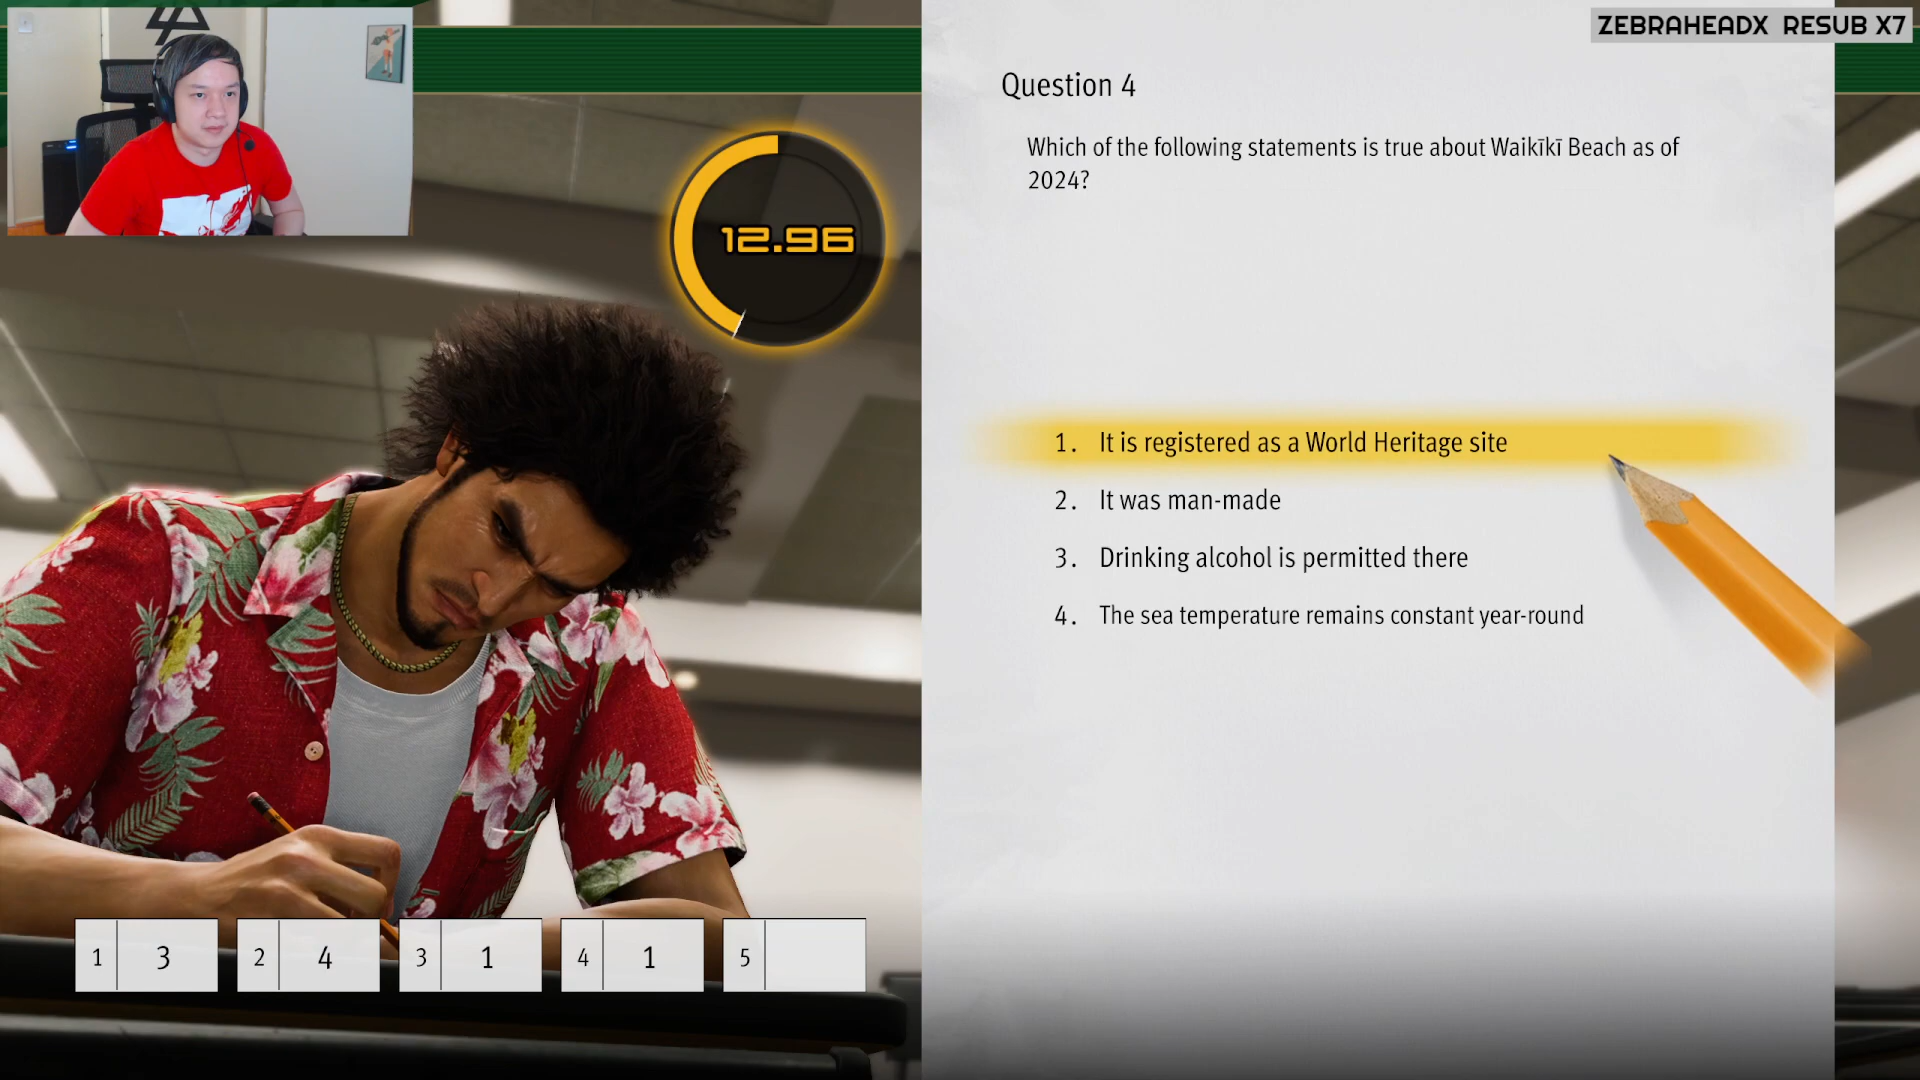 ZEBRAHEADX RESUB X7
Question 4
Which of the following statements is true about Waikīkī Beach as of
2024?
12.96
1. It is registered as a World Heritage site
2. It was man-made
3. Drinking alcohol is permitted there
4. The sea temperature remains constant year-round
1 3 2 4 3 1 4 1 5